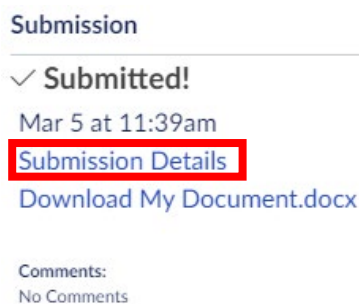 Submission
✓ Submitted!
Mar 5 at 11:39am
Submission Details
Download My Document.docx
Comments:
No Comments